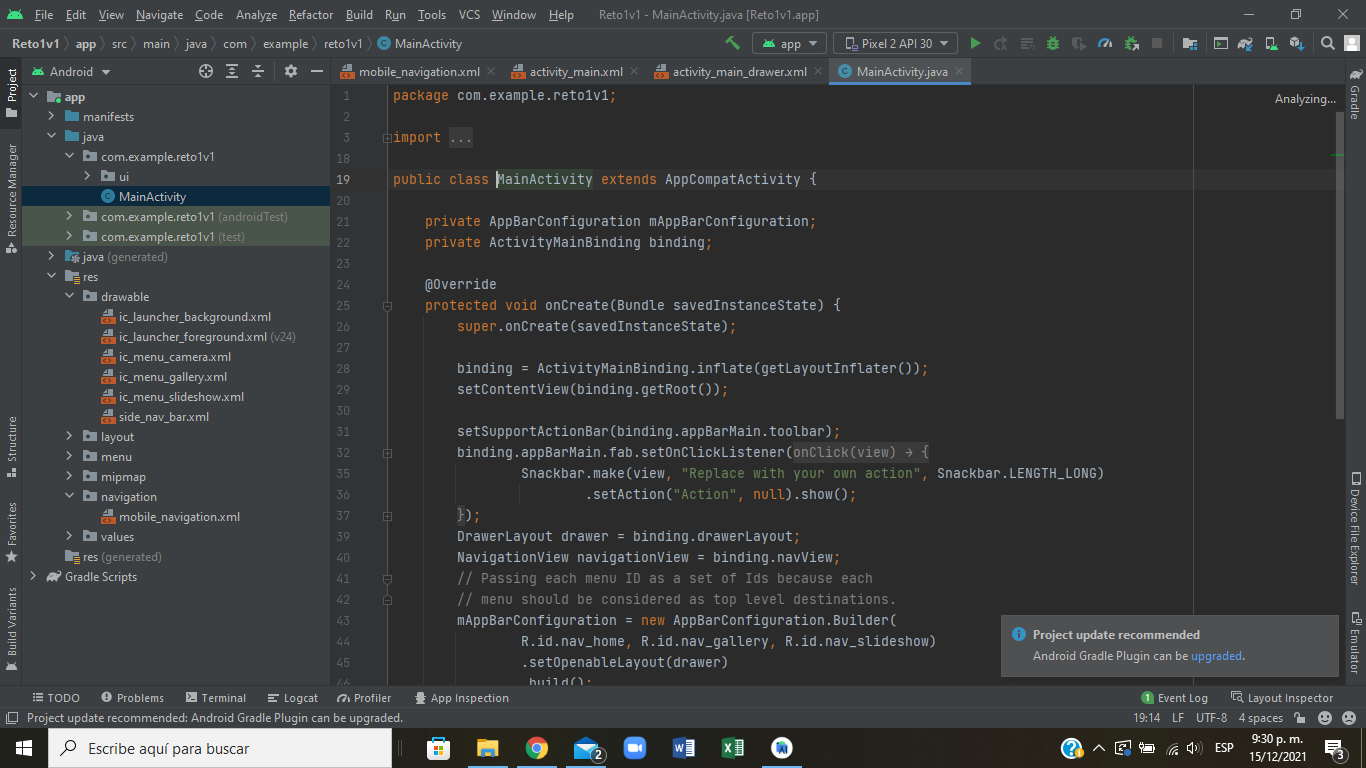 File Edit View Navigate Code Analyze Refactor Build Run Tools VCS Window Help Reto1v1 - MainActivity.java [Reto1v1.app]
Reto1v1 app src main java com example reto1v1 MainActivity app Pixel 2 API 30
Android mobile_navigation.xml activity_main.xml activity_main_drawer.xml MainActivity.java
Project
Resource Manager
Structure
Favorites
Build Variants
app
manifests
java
com.example.reto1v1
ui
MainActivity
com.example.reto1v1 (androidTest)
com.example.reto1v1 (test)
java (generated)
res
drawable
ic_launcher_background.xml
ic_launcher_foreground.xml (v24)
ic_menu_camera.xml
ic_menu_gallery.xml
ic_menu_slideshow.xml
side_nav_bar.xml
layout
menu
mipmap
navigation
mobile_navigation.xml
values
res (generated)
Gradle Scripts
Analyzing...
1 package com.example.reto1v1;
2
3 import ...
18
19 public class MainActivity extends AppCompatActivity {
20
21 private AppBarConfiguration mAppBarConfiguration;
22 private ActivityMainBinding binding;
23
24 @Override
25 protected void onCreate(Bundle savedInstanceState) {
26 super.onCreate(savedInstanceState);
27
28 binding = ActivityMainBinding.inflate(getLayoutInflater());
29 setContentView(binding.getRoot());
30
31 setSupportActionBar(binding.appBarMain.toolbar);
32 binding.appBarMain.fab.setOnClickListener(onClick(view) → {
35 Snackbar.make(view, "Replace with your own action", Snackbar.LENGTH_LONG)
36 .setAction("Action", null).show();
37 });
39 DrawerLayout drawer = binding.drawerLayout;
40 NavigationView navigationView = binding.navView;
41 // Passing each menu ID as a set of Ids because each
42 // menu should be considered as top level destinations.
43 mAppBarConfiguration = new AppBarConfiguration.Builder(
44 R.id.nav_home, R.id.nav_gallery, R.id.nav_slideshow)
45 .setOpenableLayout(drawer)
46 .build();
Gradle
Device File Explorer
Emulator
Project update recommended
Android Gradle Plugin can be upgraded.
TODO Problems Terminal Logcat Profiler App Inspection 1 Event Log Layout Inspector
Project update recommended: Android Gradle Plugin can be upgraded. 19:14 LF UTF-8 4 spaces
Escribe aquí para buscar 2 ESP 9:30 p. m.
15/12/2021 3